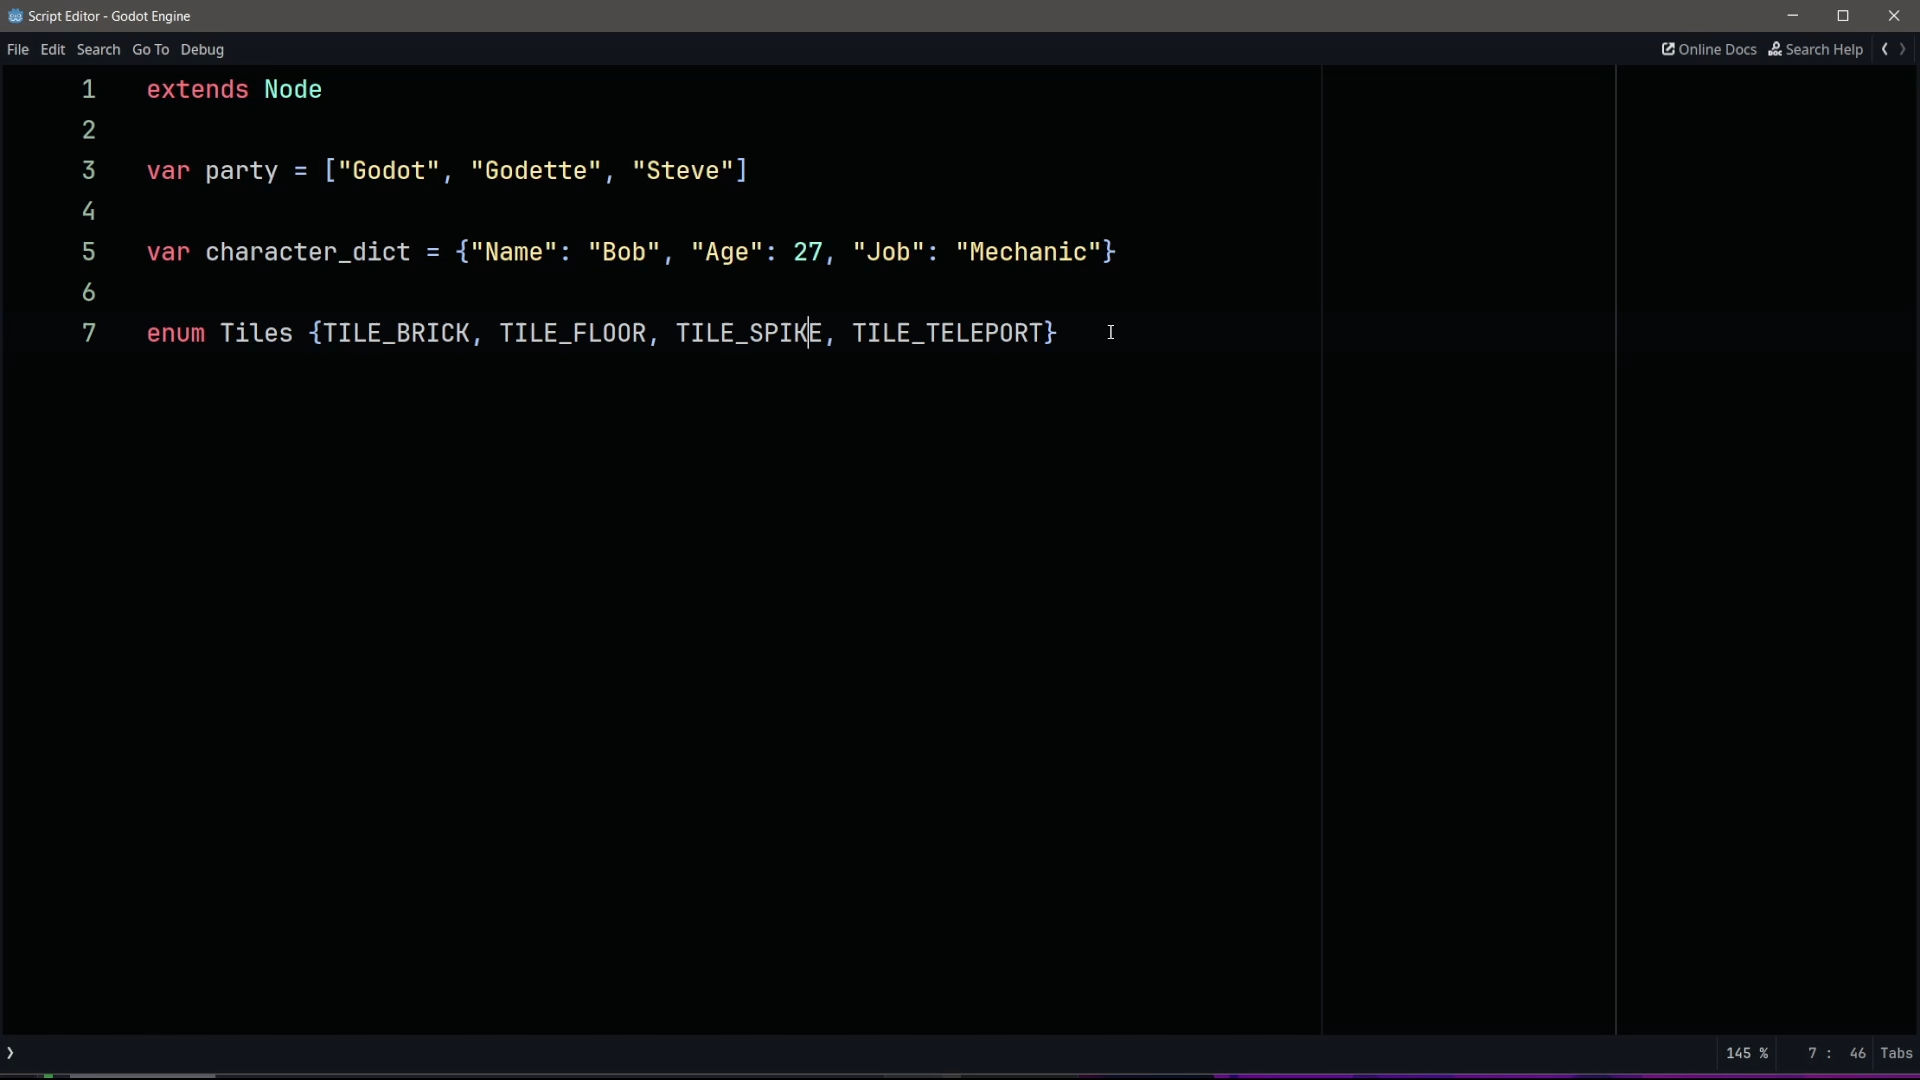 Script Editor - Godot Engine
File Edit Search Go To Debug Online Docs Search Help
1 extends Node
2
3 var party = ["Godot", "Godette", "Steve"]
4
5 var character_dict = {"Name": "Bob", "Age": 27, "Job": "Mechanic"}
6
7 enum Tiles {TILE_BRICK, TILE_FLOOR, TILE_SPIKE, TILE_TELEPORT}
145 % 7 : 46 Tabs